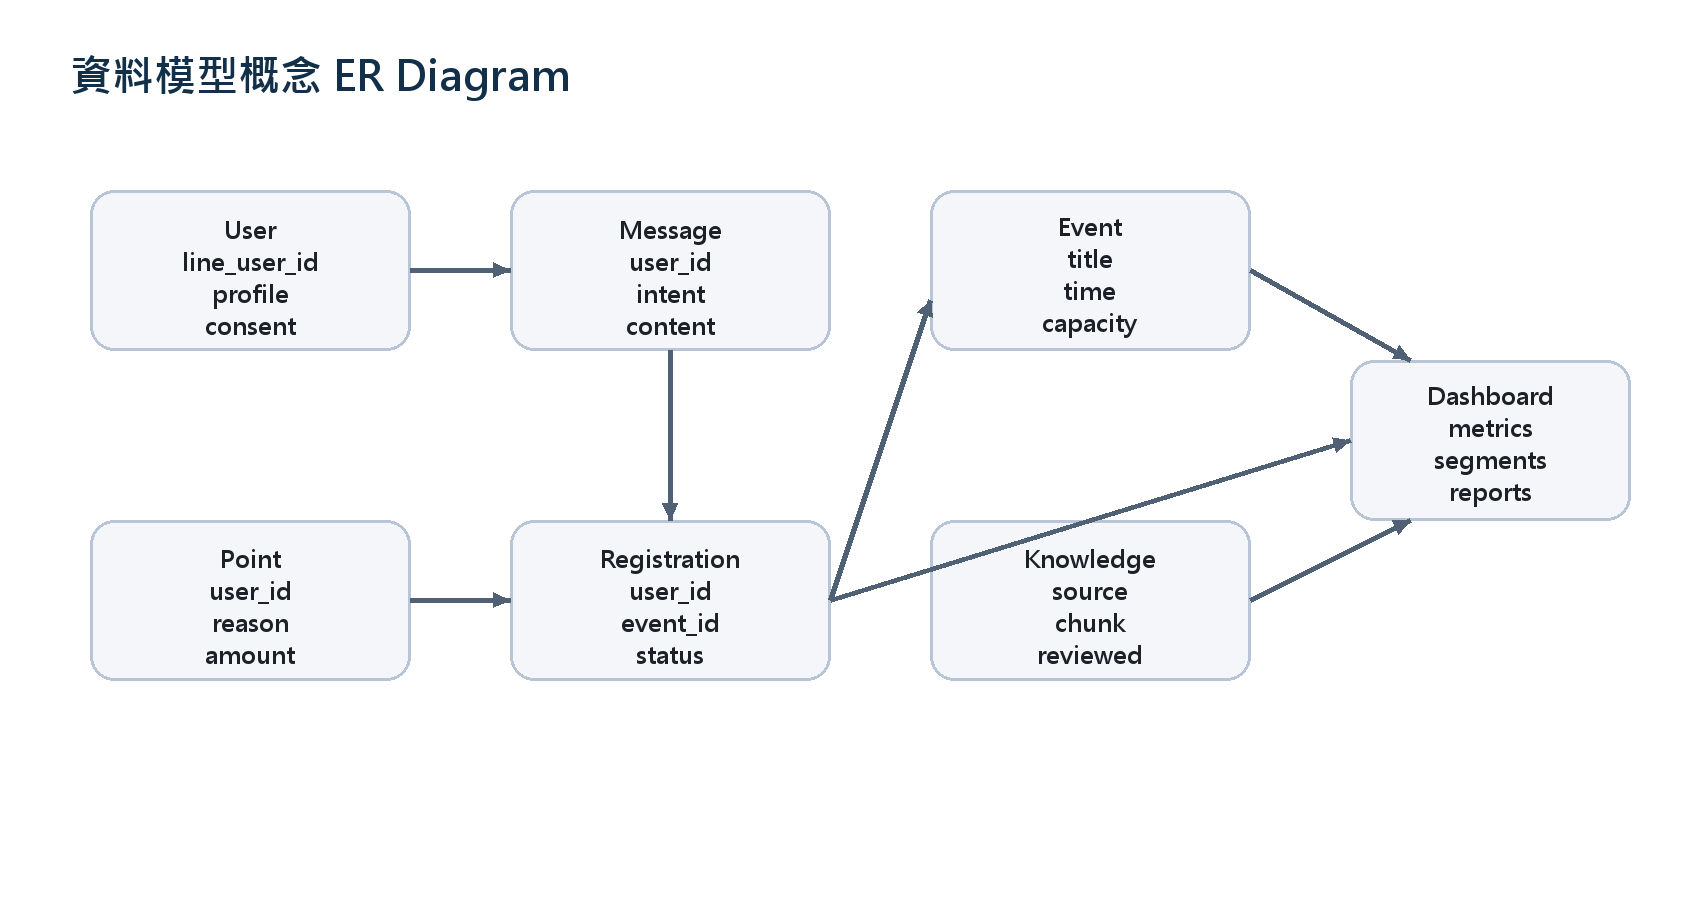 資料模型概念 ER Diagram
User
line_user_id
profile
consent
Message
user_id
intent
content
Event
title
time
capacity
Dashboard
metrics
segments
reports
Point
user_id
reason
amount
Registration
user_id
event_id
status
Knowledge
source
chunk
reviewed